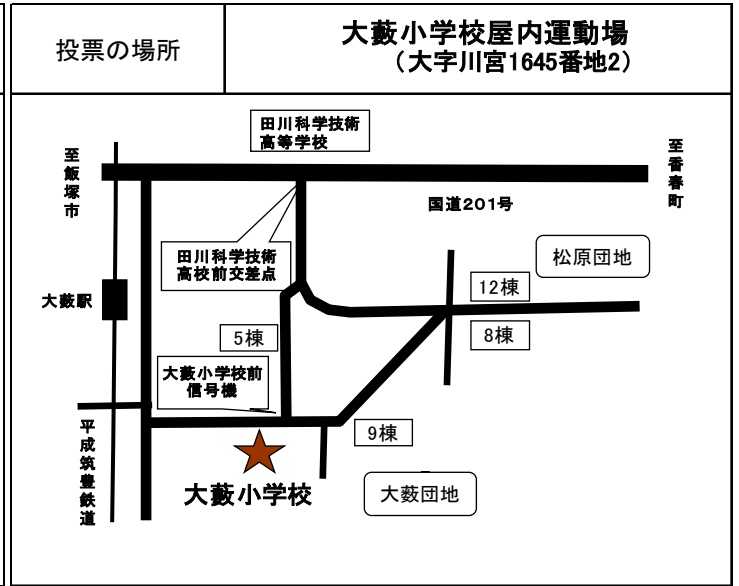 投票の場所
大藪小学校屋内運動場
（大字川宮1645番地2）
田川科学技術
高等学校
至飯塚市
至香春町
国道201号
田川科学技術
高校前交差点
松原団地
大薮駅
12棟
5棟
8棟
大薮小学校前
信号機
9棟
平成筑豊鉄道
大藪小学校
大薮団地